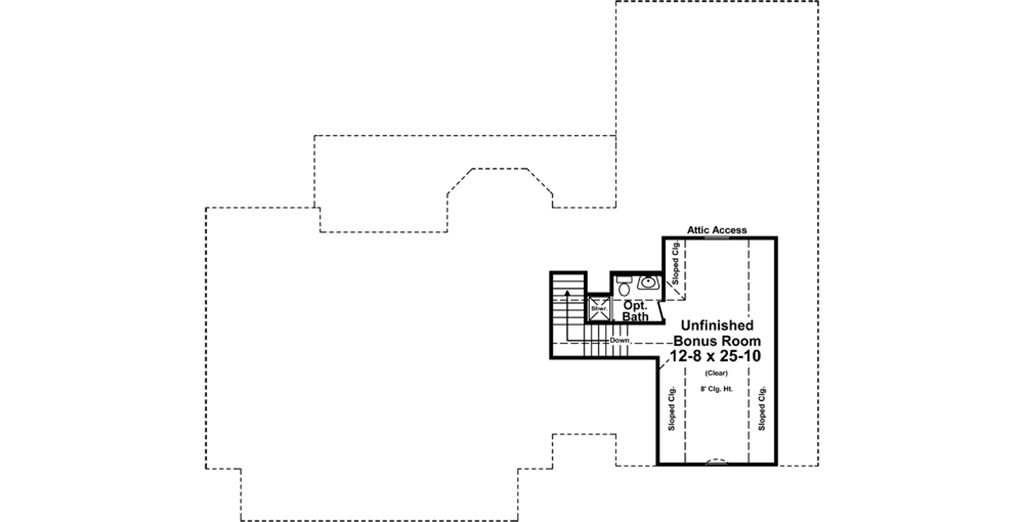 Attic Access
Sloped Clg.
Opt.
Bath
Shwr.
Unfinished
Bonus Room
12-8 x 25-10
Down
(Clear)
8' Clg. Ht.
Sloped Clg.
Sloped Clg.